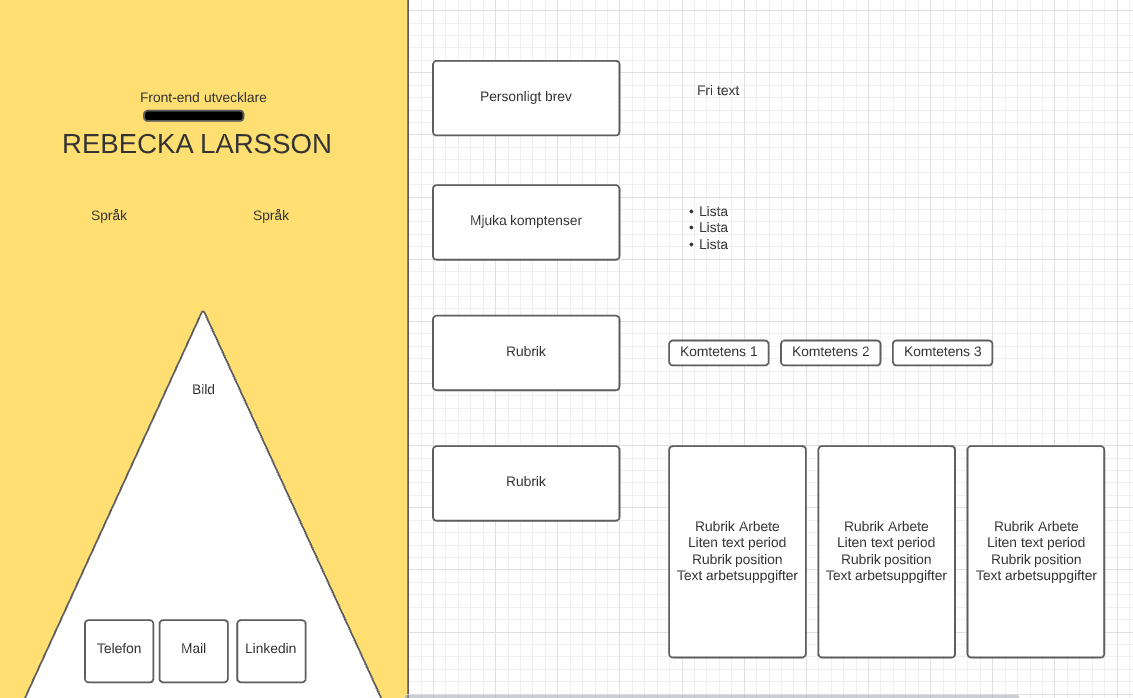 Front-end utvecklare
REBECKA LARSSON
Språk
Språk
Bild
Telefon
Mail
Linkedin
Personligt brev
Fri text
Mjuka komptenser
• Lista
• Lista
• Lista
Rubrik
Komtetens 1
Komtetens 2
Komtetens 3
Rubrik
Rubrik Arbete
Liten text period
Rubrik position
Text arbetsuppgifter
Rubrik Arbete
Liten text period
Rubrik position
Text arbetsuppgifter
Rubrik Arbete
Liten text period
Rubrik position
Text arbetsuppgifter